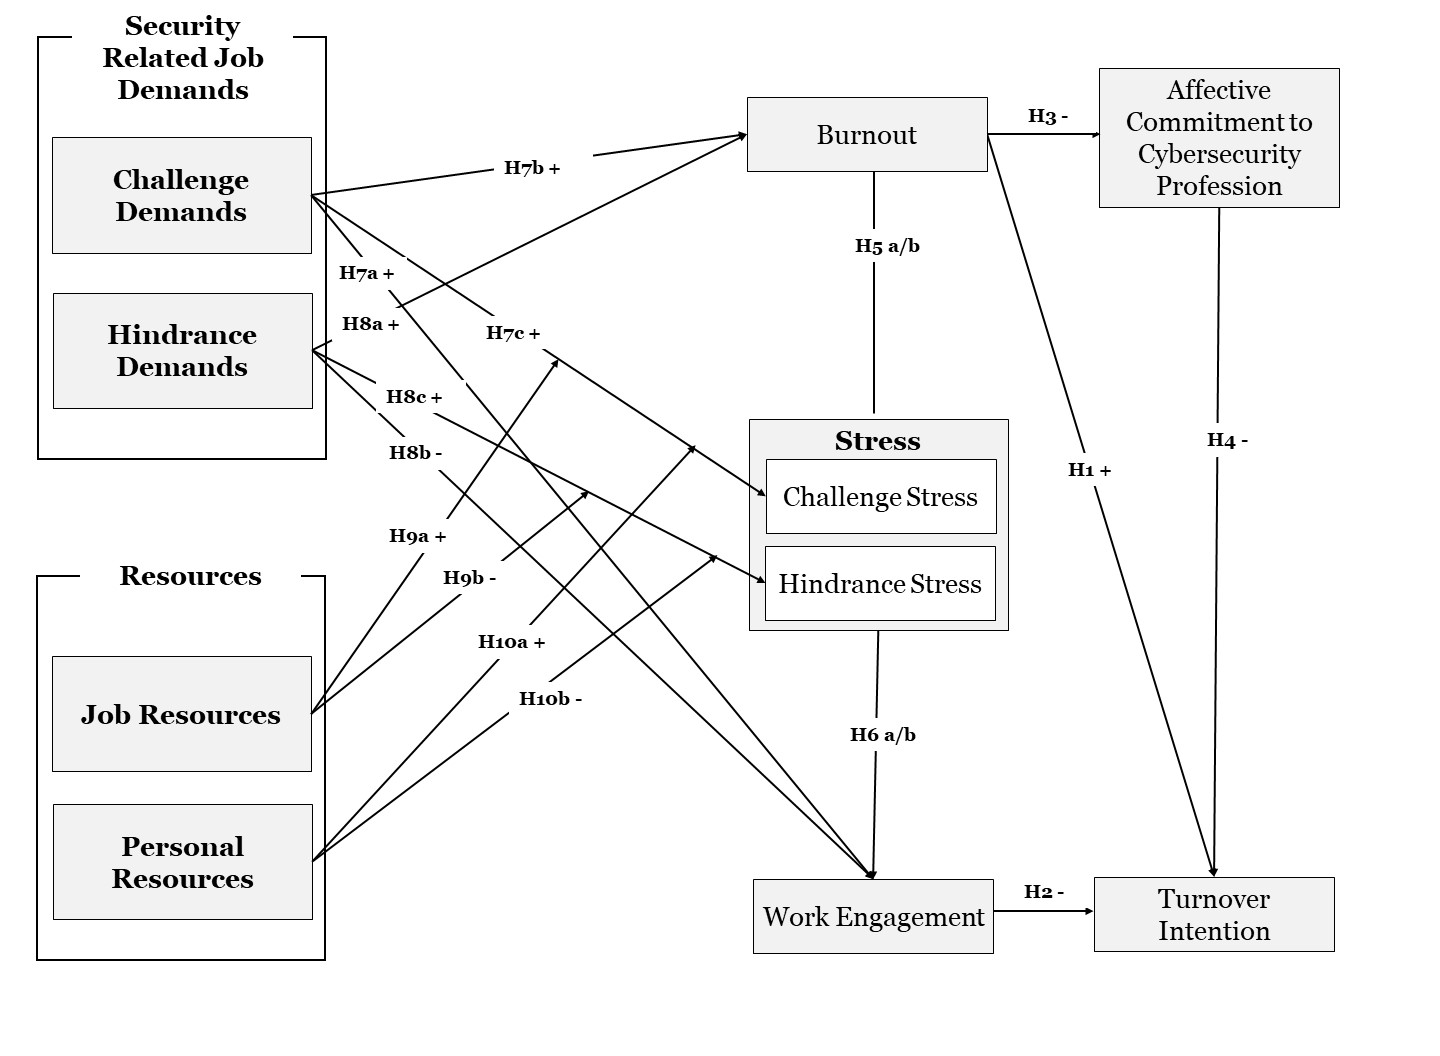 Security
Related Job
Demands
Challenge
Demands
Hindrance
Demands
Resources
Job Resources
Personal
Resources
H7b +
H7a +
H8a +
H7c +
H8c +
H8b -
H9a +
H9b -
H10a +
H10b -
Burnout
H5 a/b
Stress
Challenge Stress
Hindrance Stress
H6 a/b
Work Engagement
H3 -
H1 +
H4 -
H2 -
Affective
Commitment to
Cybersecurity
Profession
Turnover
Intention